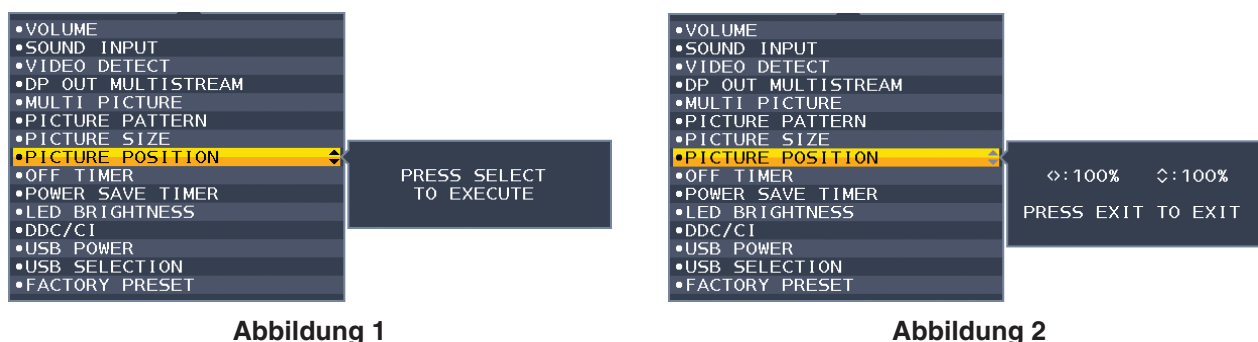 •VOLUME
•SOUND INPUT
•VIDEO DETECT
•DP OUT MULTISTREAM
•MULTI PICTURE
•PICTURE PATTERN
•PICTURE SIZE
•PICTURE POSITION
•OFF TIMER
•POWER SAVE TIMER
•LED BRIGHTNESS
•DDC/CI
•USB POWER
•USB SELECTION
•FACTORY PRESET
PRESS SELECT
TO EXECUTE
Abbildung 1
•VOLUME
•SOUND INPUT
•VIDEO DETECT
•DP OUT MULTISTREAM
•MULTI PICTURE
•PICTURE PATTERN
•PICTURE SIZE
•PICTURE POSITION
•OFF TIMER
•POWER SAVE TIMER
•LED BRIGHTNESS
•DDC/CI
•USB POWER
•USB SELECTION
•FACTORY PRESET
:100% :100%
PRESS EXIT TO EXIT
Abbildung 2